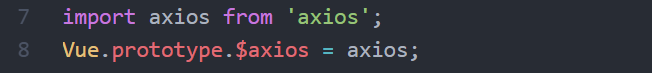 7 import axios from 'axios';
8 Vue.prototype.$axios = axios;